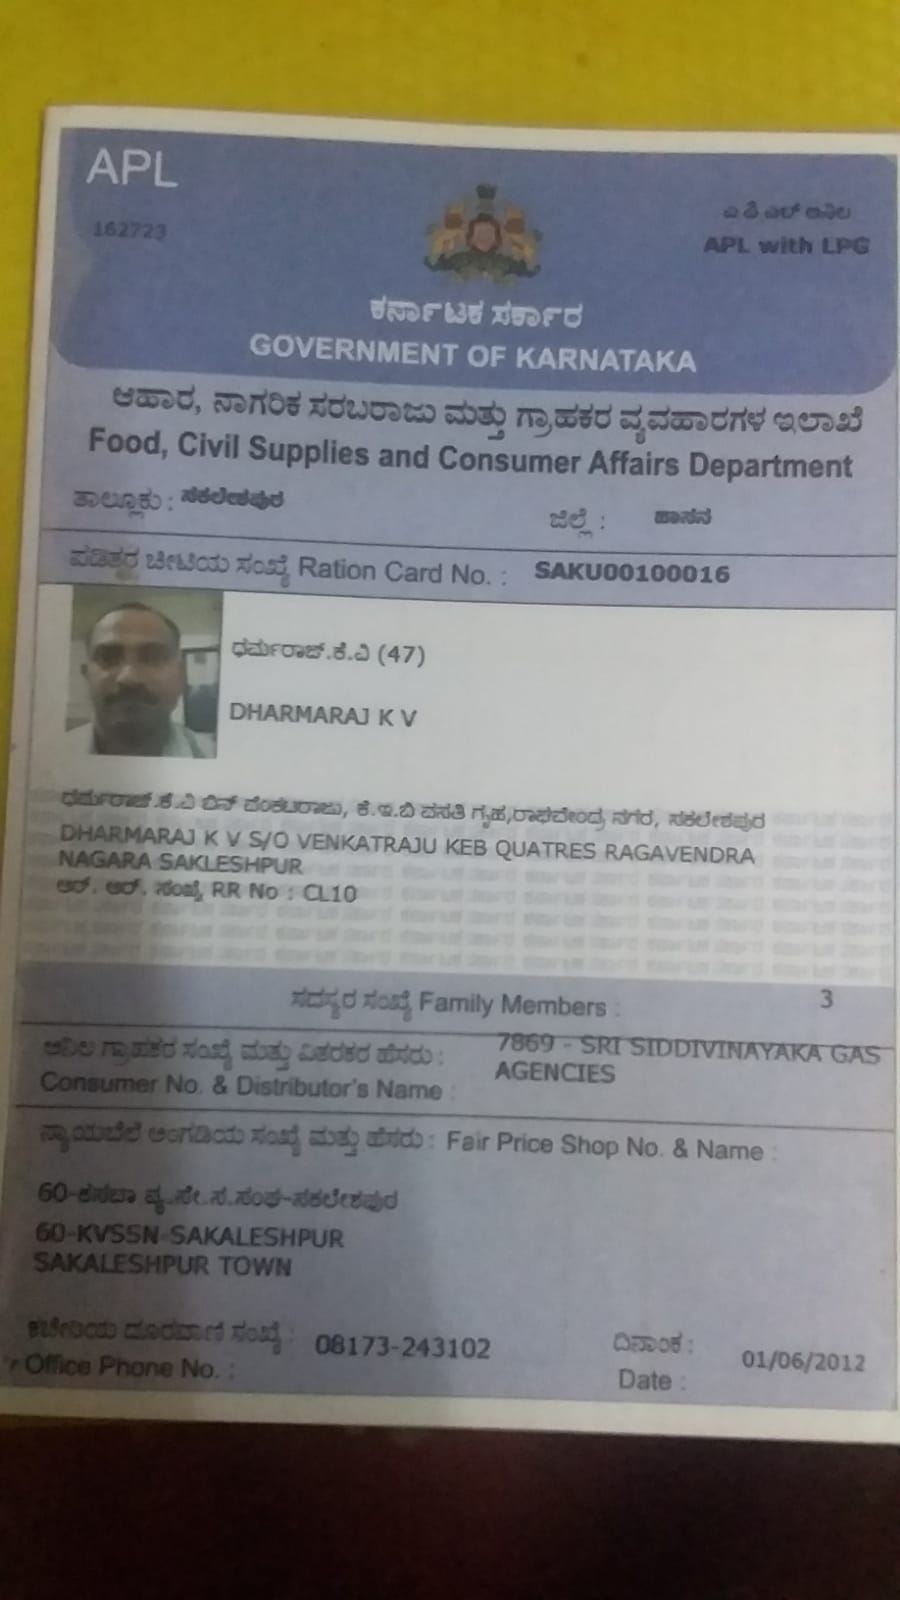 APL
162723
ಎ ಪಿ ಎಲ್ ಅನಿಲ
APL with LPG
ಕರ್ನಾಟಕ ಸರ್ಕಾರ
GOVERNMENT OF KARNATAKA
ಆಹಾರ, ನಾಗರಿಕ ಸರಬರಾಜು ಮತ್ತು ಗ್ರಾಹಕರ ವ್ಯವಹಾರಗಳ ಇಲಾಖೆ
Food, Civil Supplies and Consumer Affairs Department
ತಾಲ್ಲೂಕು : ಸಕಲೇಶಪುರ ಜಿಲ್ಲೆ : ಹಾಸನ
ಪಡಿತರ ಚೀಟಿಯ ಸಂಖ್ಯೆ Ration Card No. : SAKU00100016
ಧರ್ಮರಾಜ್.ಕೆ.ವಿ (47)
DHARMARAJ K V
ಧರ್ಮರಾಜ್.ಕೆ.ವಿ ಬಿನ್ ವೆಂಕಟರಾಜು, ಕೆ.ಇ.ಬಿ ವಸತಿ ಗೃಹ,ರಾಘವೇಂದ್ರ ನಗರ, ಸಕಲೇಶಪುರ
DHARMARAJ K V S/O VENKATRAJU KEB QUATRES RAGAVENDRA
NAGARA SAKLESHPUR
ಆರ್. ಆರ್. ಸಂಖ್ಯೆ RR No : CL10
ಸದಸ್ಯರ ಸಂಖ್ಯೆ Family Members : 3
ಅನಿಲ ಗ್ರಾಹಕರ ಸಂಖ್ಯೆ ಮತ್ತು ವಿತರಕರ ಹೆಸರು : 7869 - SRI SIDDIVINAYAKA GAS
Consumer No. & Distributor's Name : AGENCIES
ನ್ಯಾಯಬೆಲೆ ಅಂಗಡಿಯ ಸಂಖ್ಯೆ ಮತ್ತು ಹೆಸರು : Fair Price Shop No. & Name :
60-ಕಸಬಾ ವ್ಯ.ಸೇ.ಸ.ಸಂಘ-ಸಕಲೇಶಪುರ
60-KVSSN-SAKALESHPUR
SAKALESHPUR TOWN
ಕಚೇರಿಯ ದೂರವಾಣಿ ಸಂಖ್ಯೆ : 08173-243102 ದಿನಾಂಕ : 01/06/2012
Office Phone No. : Date :